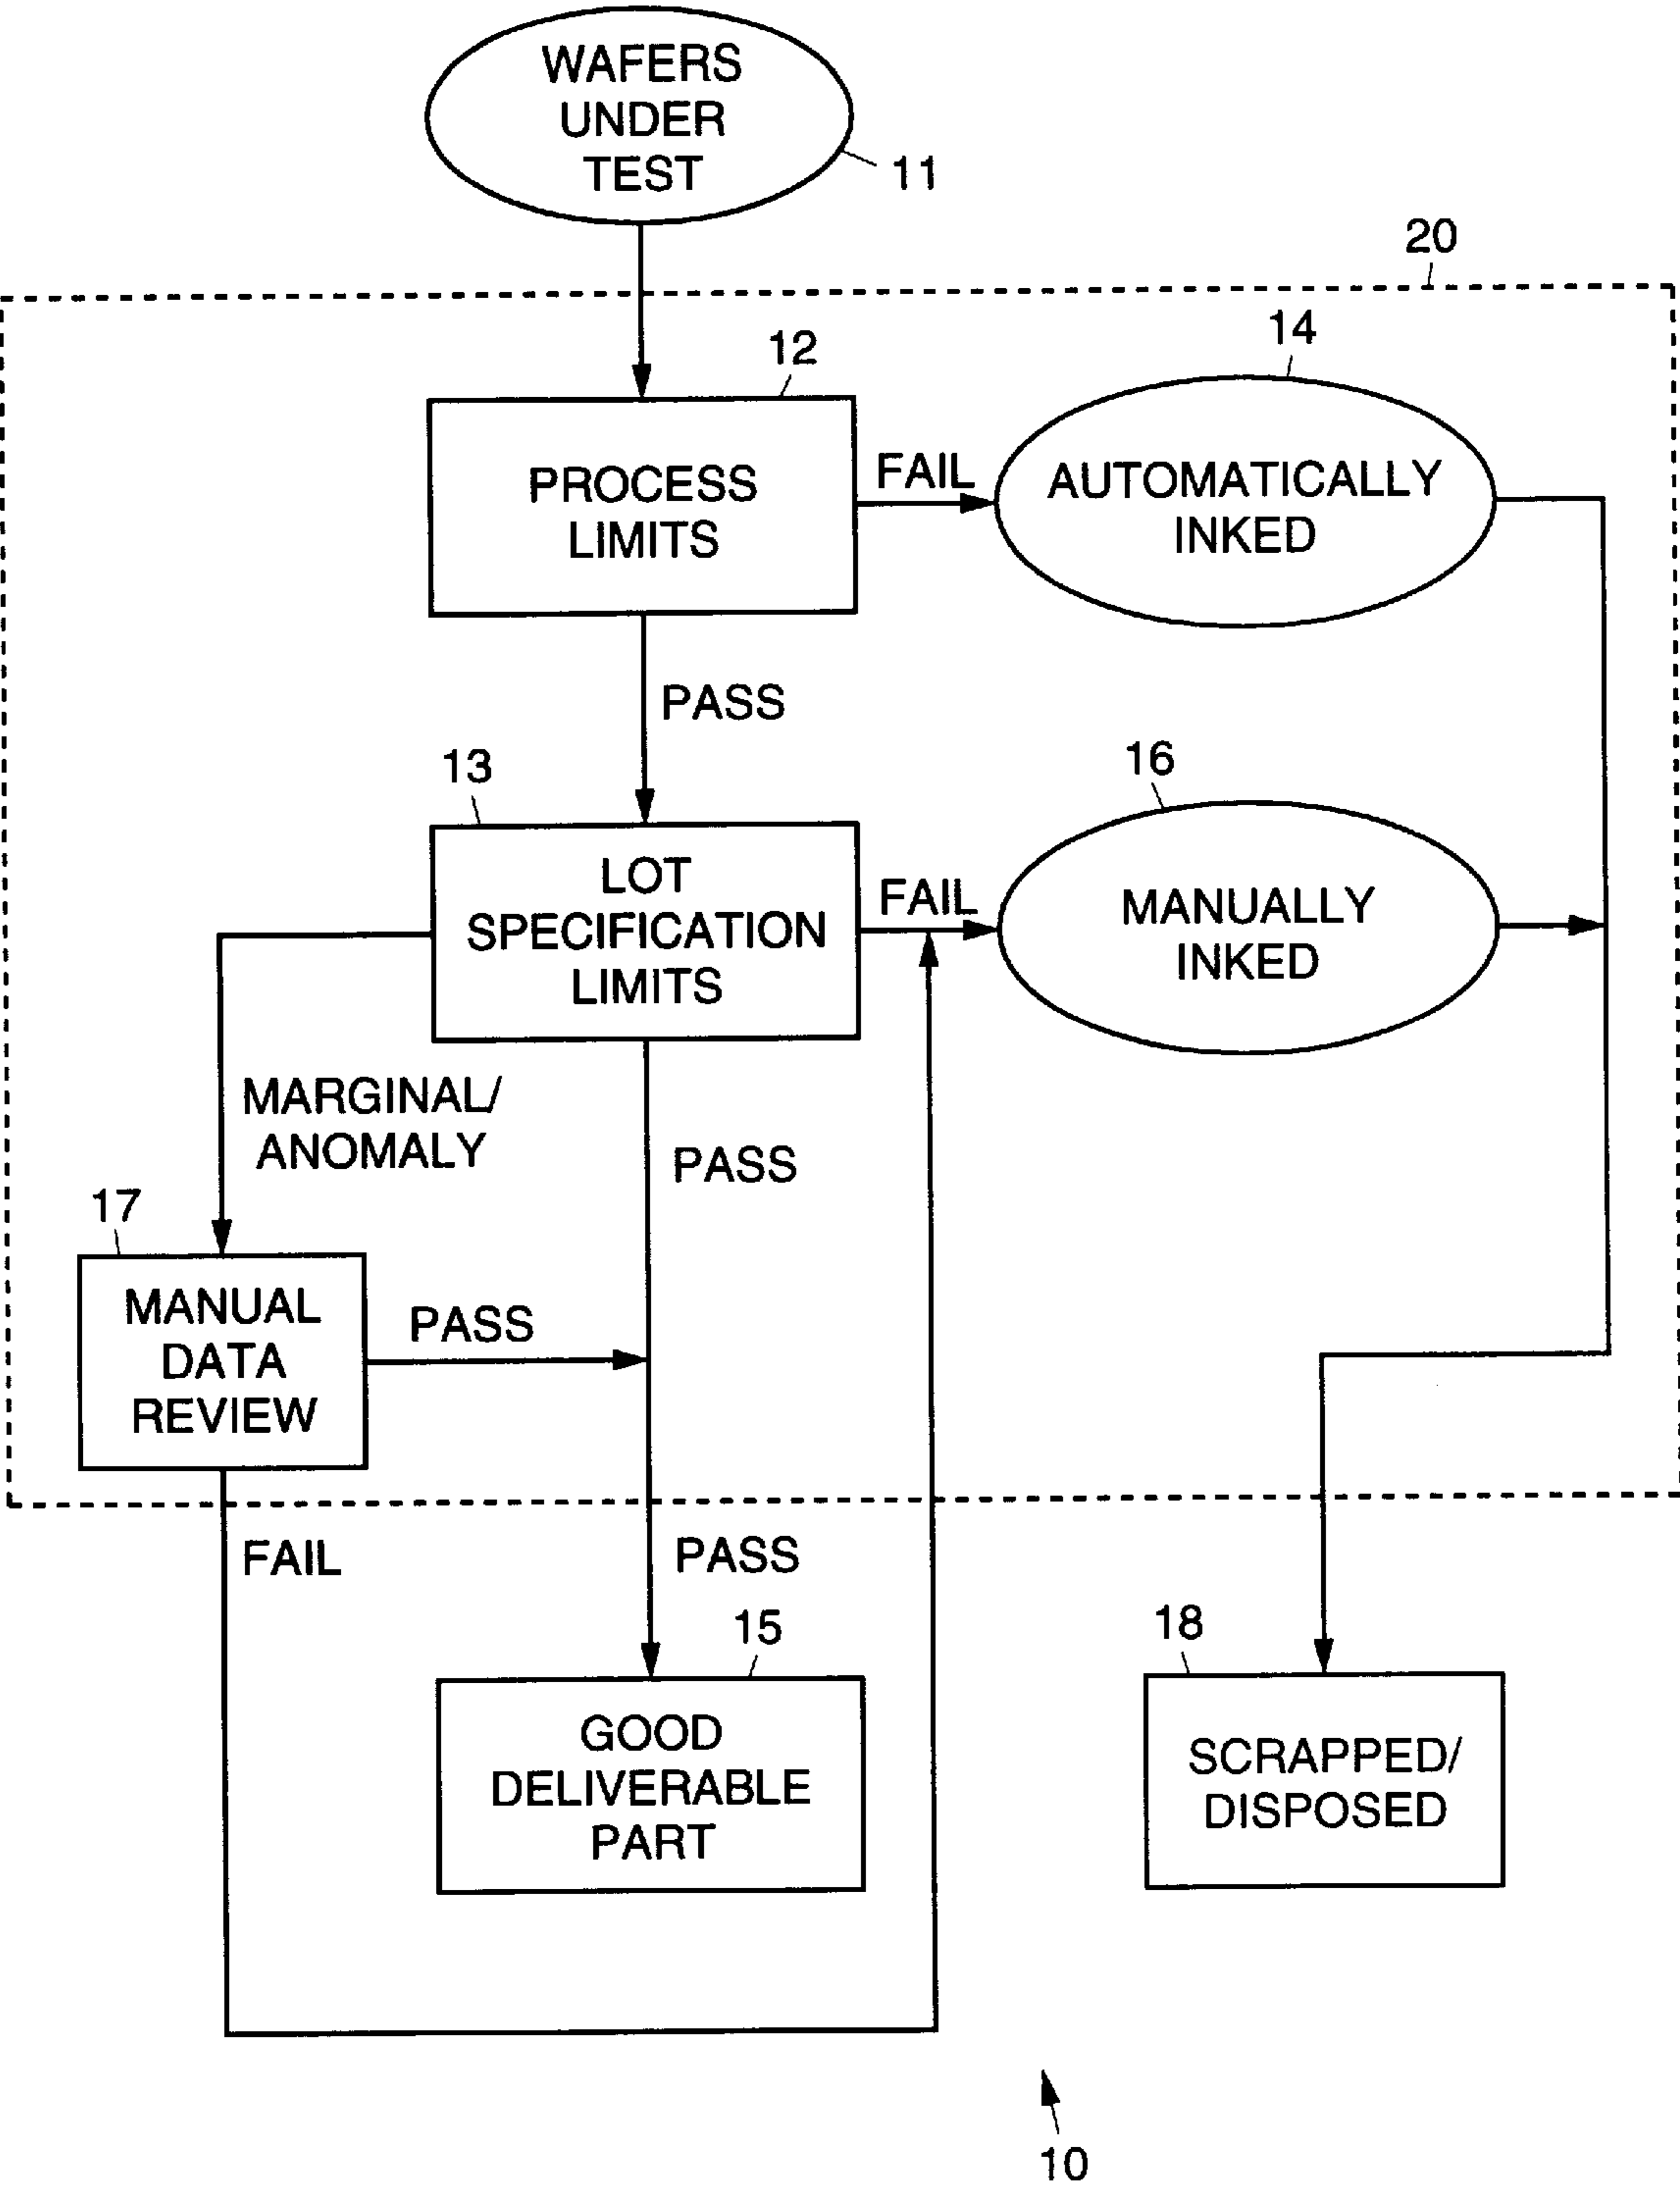 WAFERS
UNDER
TEST
11
20
12
14
PROCESS
LIMITS
FAIL
AUTOMATICALLY
INKED
PASS
13
16
LOT
SPECIFICATION
LIMITS
FAIL
MANUALLY
INKED
MARGINAL/
ANOMALY
PASS
17
MANUAL
DATA
REVIEW
PASS
FAIL
PASS
15
18
GOOD
DELIVERABLE
PART
SCRAPPED/
DISPOSED
10